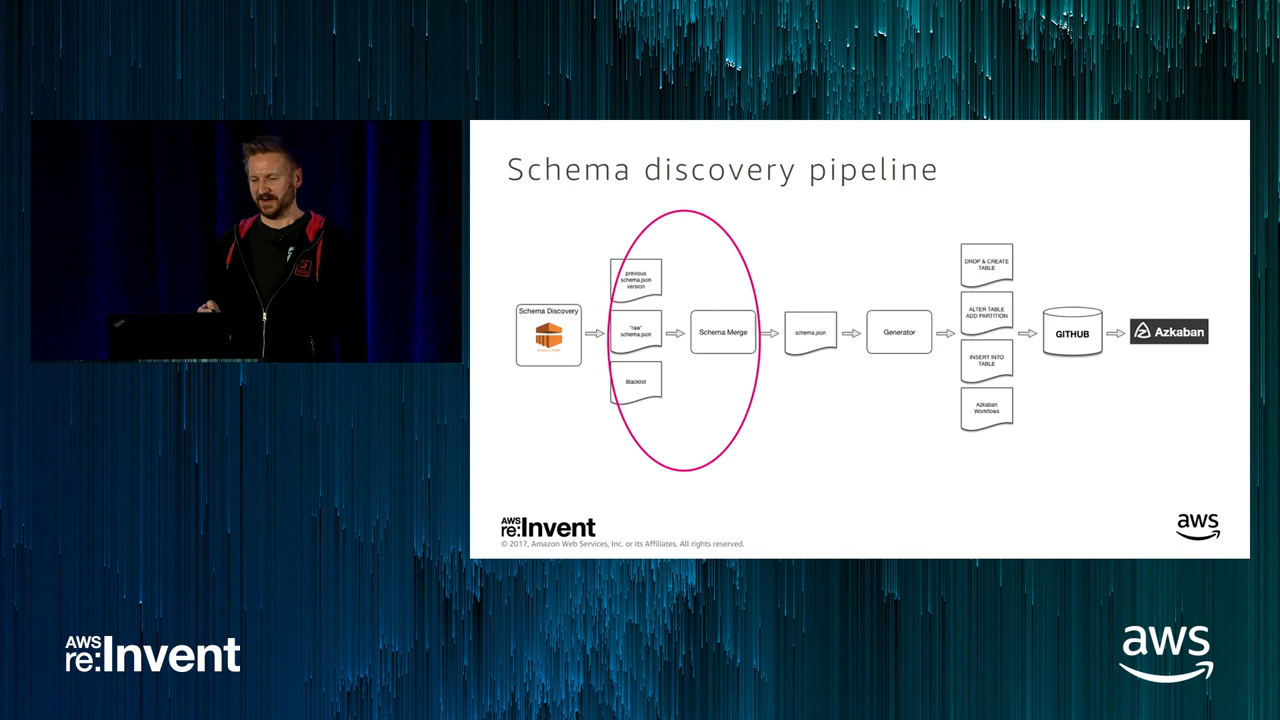 Schema discovery pipeline
previous
schema.json
version
Schema Discovery
"raw"
schema.json
Blacklist
Schema Merge
schema.json
Generator
DROP & CREATE
TABLE
ALTER TABLE
ADD PARTITION
INSERT INTO
TABLE
Azkaban
Workflows
GITHUB
Azkaban
AWS
re:Invent
© 2017, Amazon Web Services, Inc. or its Affiliates. All rights reserved.
aws
AWS
re:Invent
aws